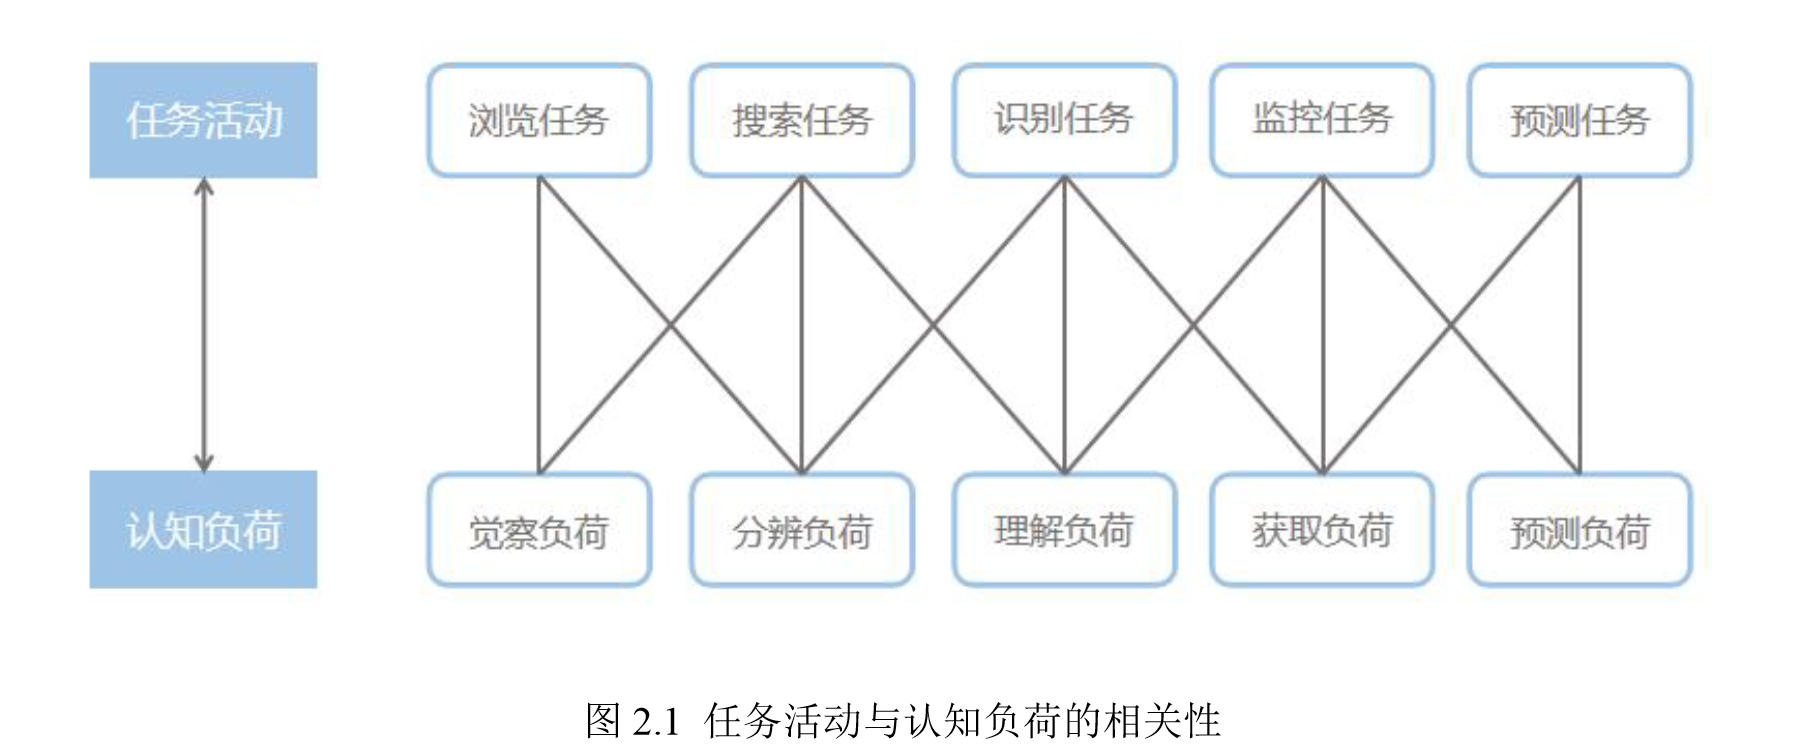 任务活动
浏览任务
搜索任务
识别任务
监控任务
预测任务
认知负荷
觉察负荷
分辨负荷
理解负荷
获取负荷
预测负荷
图 2.1 任务活动与认知负荷的相关性